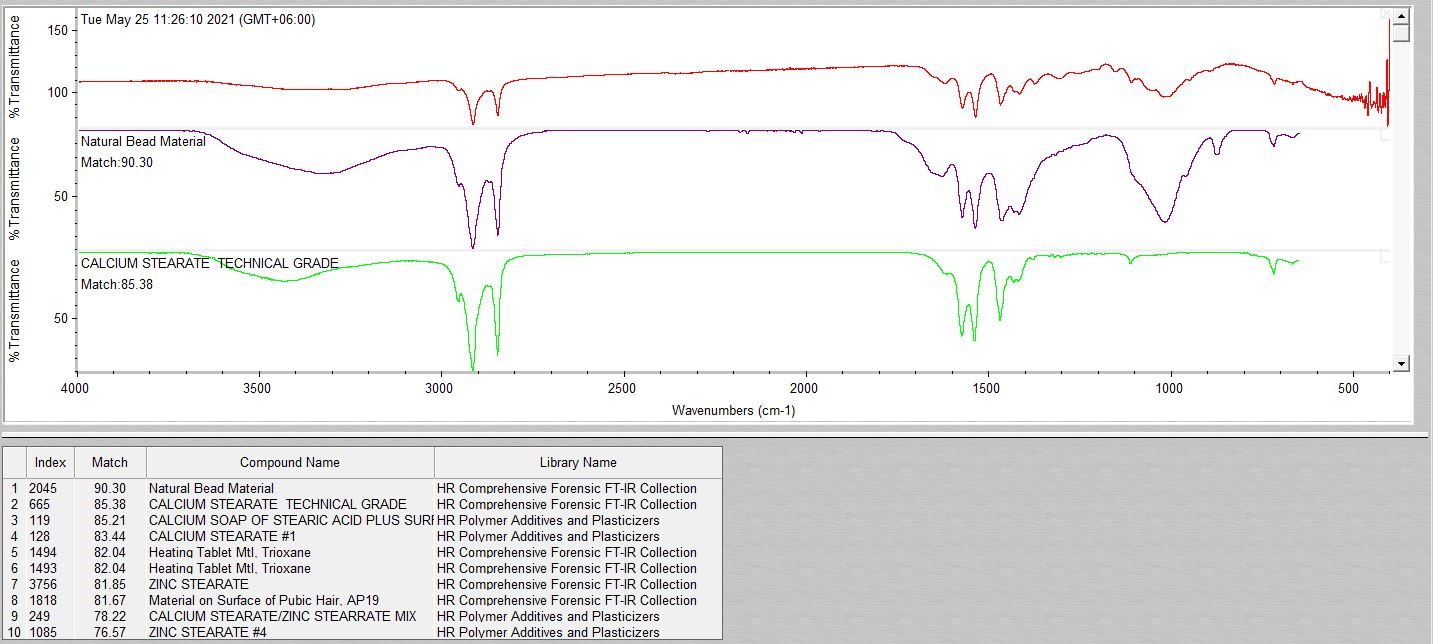 Tue May 25 11:26:10 2021 (GMT+06:00)
% Transmittance
150
100
Natural Bead Material
Match:90.30
% Transmittance
50
CALCIUM STEARATE TECHNICAL GRADE
Match:85.38
% Transmittance
50
4000 3500 3000 2500 2000 1500 1000 500
Wavenumbers (cm-1)
Index Match Compound Name Library Name
1 2045 90.30 Natural Bead Material HR Comprehensive Forensic FT-IR Collection
2 665 85.38 CALCIUM STEARATE TECHNICAL GRADE HR Comprehensive Forensic FT-IR Collection
3 119 85.21 CALCIUM SOAP OF STEARIC ACID PLUS SURF HR Polymer Additives and Plasticizers
4 128 83.44 CALCIUM STEARATE #1 HR Polymer Additives and Plasticizers
5 1494 82.04 Heating Tablet Mtl, Trioxane HR Comprehensive Forensic FT-IR Collection
6 1493 82.04 Heating Tablet Mtl, Trioxane HR Comprehensive Forensic FT-IR Collection
7 3756 81.85 ZINC STEARATE HR Comprehensive Forensic FT-IR Collection
8 1818 81.67 Material on Surface of Pubic Hair, AP19 HR Comprehensive Forensic FT-IR Collection
9 249 78.22 CALCIUM STEARATE/ZINC STEARRATE MIX HR Polymer Additives and Plasticizers
10 1085 76.57 ZINC STEARATE #4 HR Polymer Additives and Plasticizers